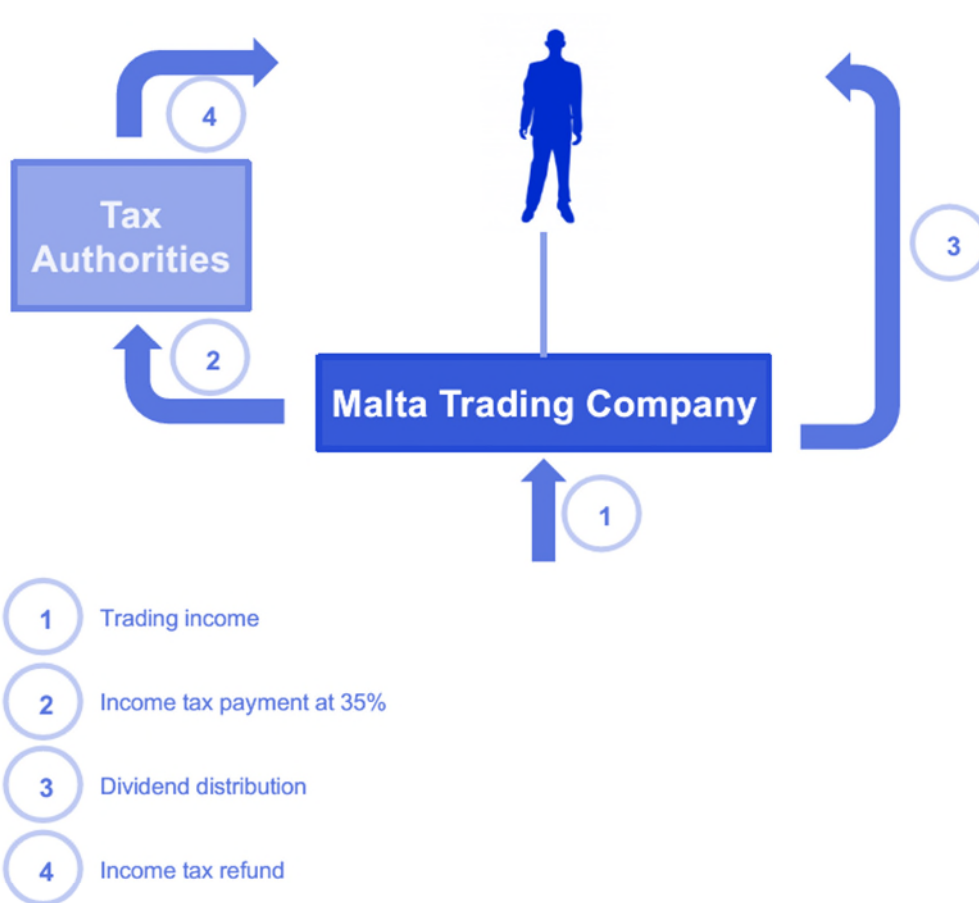 4
Tax
Authorities
3
2
Malta Trading Company
1
1 Trading income
2 Income tax payment at 35%
3 Dividend distribution
4 Income tax refund